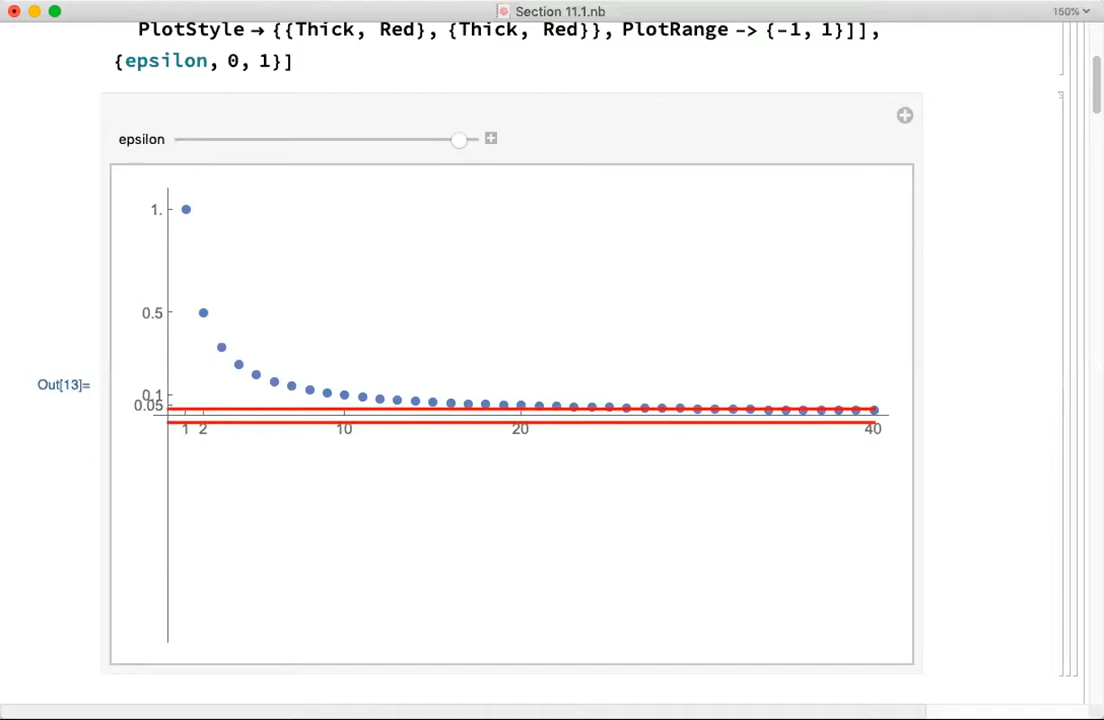 Section 11.1.nb
150%
PlotStyle → {{Thick, Red}, {Thick, Red}}, PlotRange -> {-1, 1}]],
{epsilon, 0, 1}]
epsilon
1.
0.5
Out[13]=
0.1
0.05
1 2 10 20 40